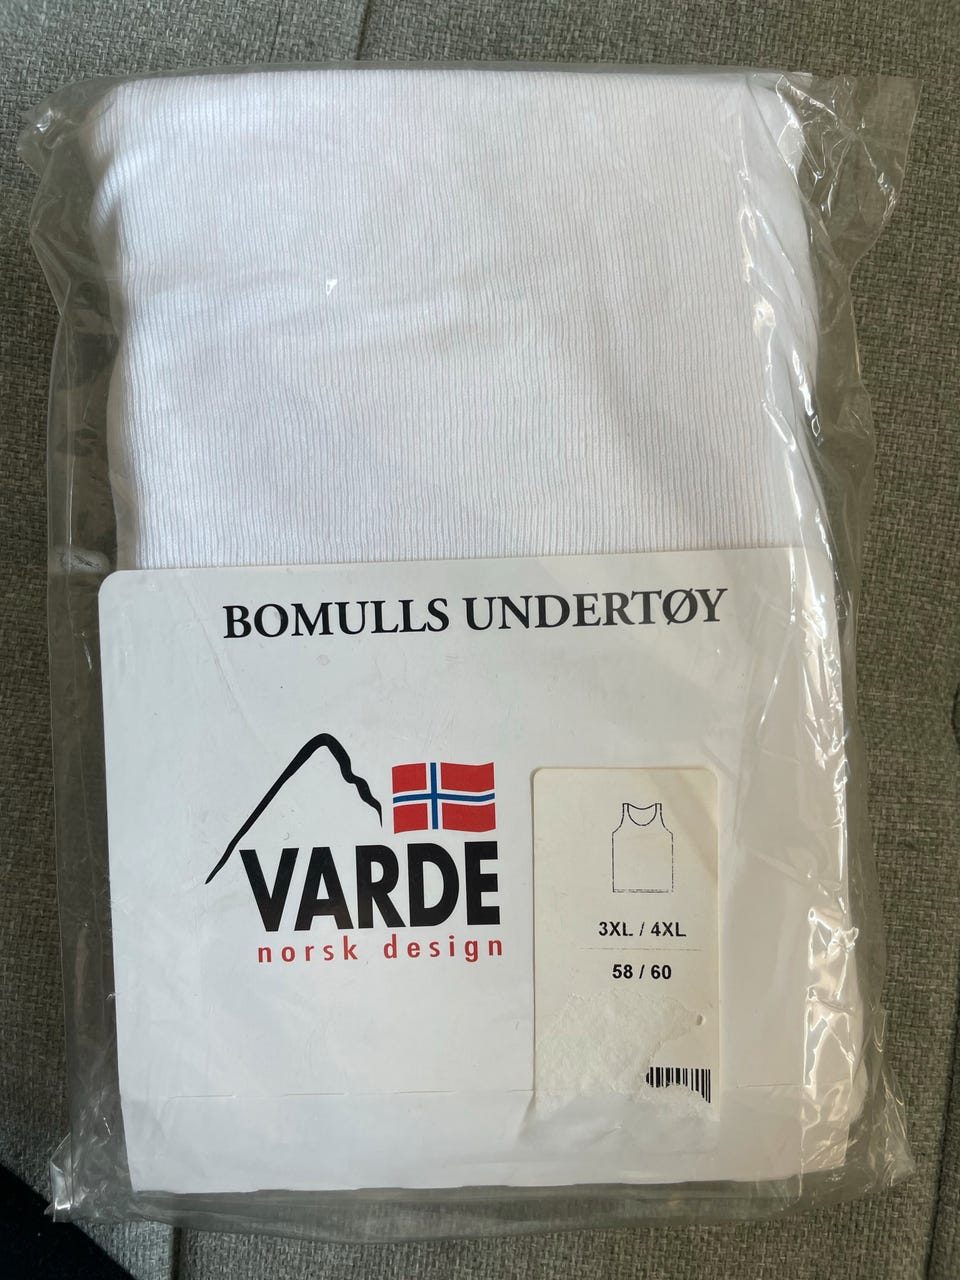 BOMULLS UNDERTØY
VARDE
norsk design
3XL / 4XL
58 / 60